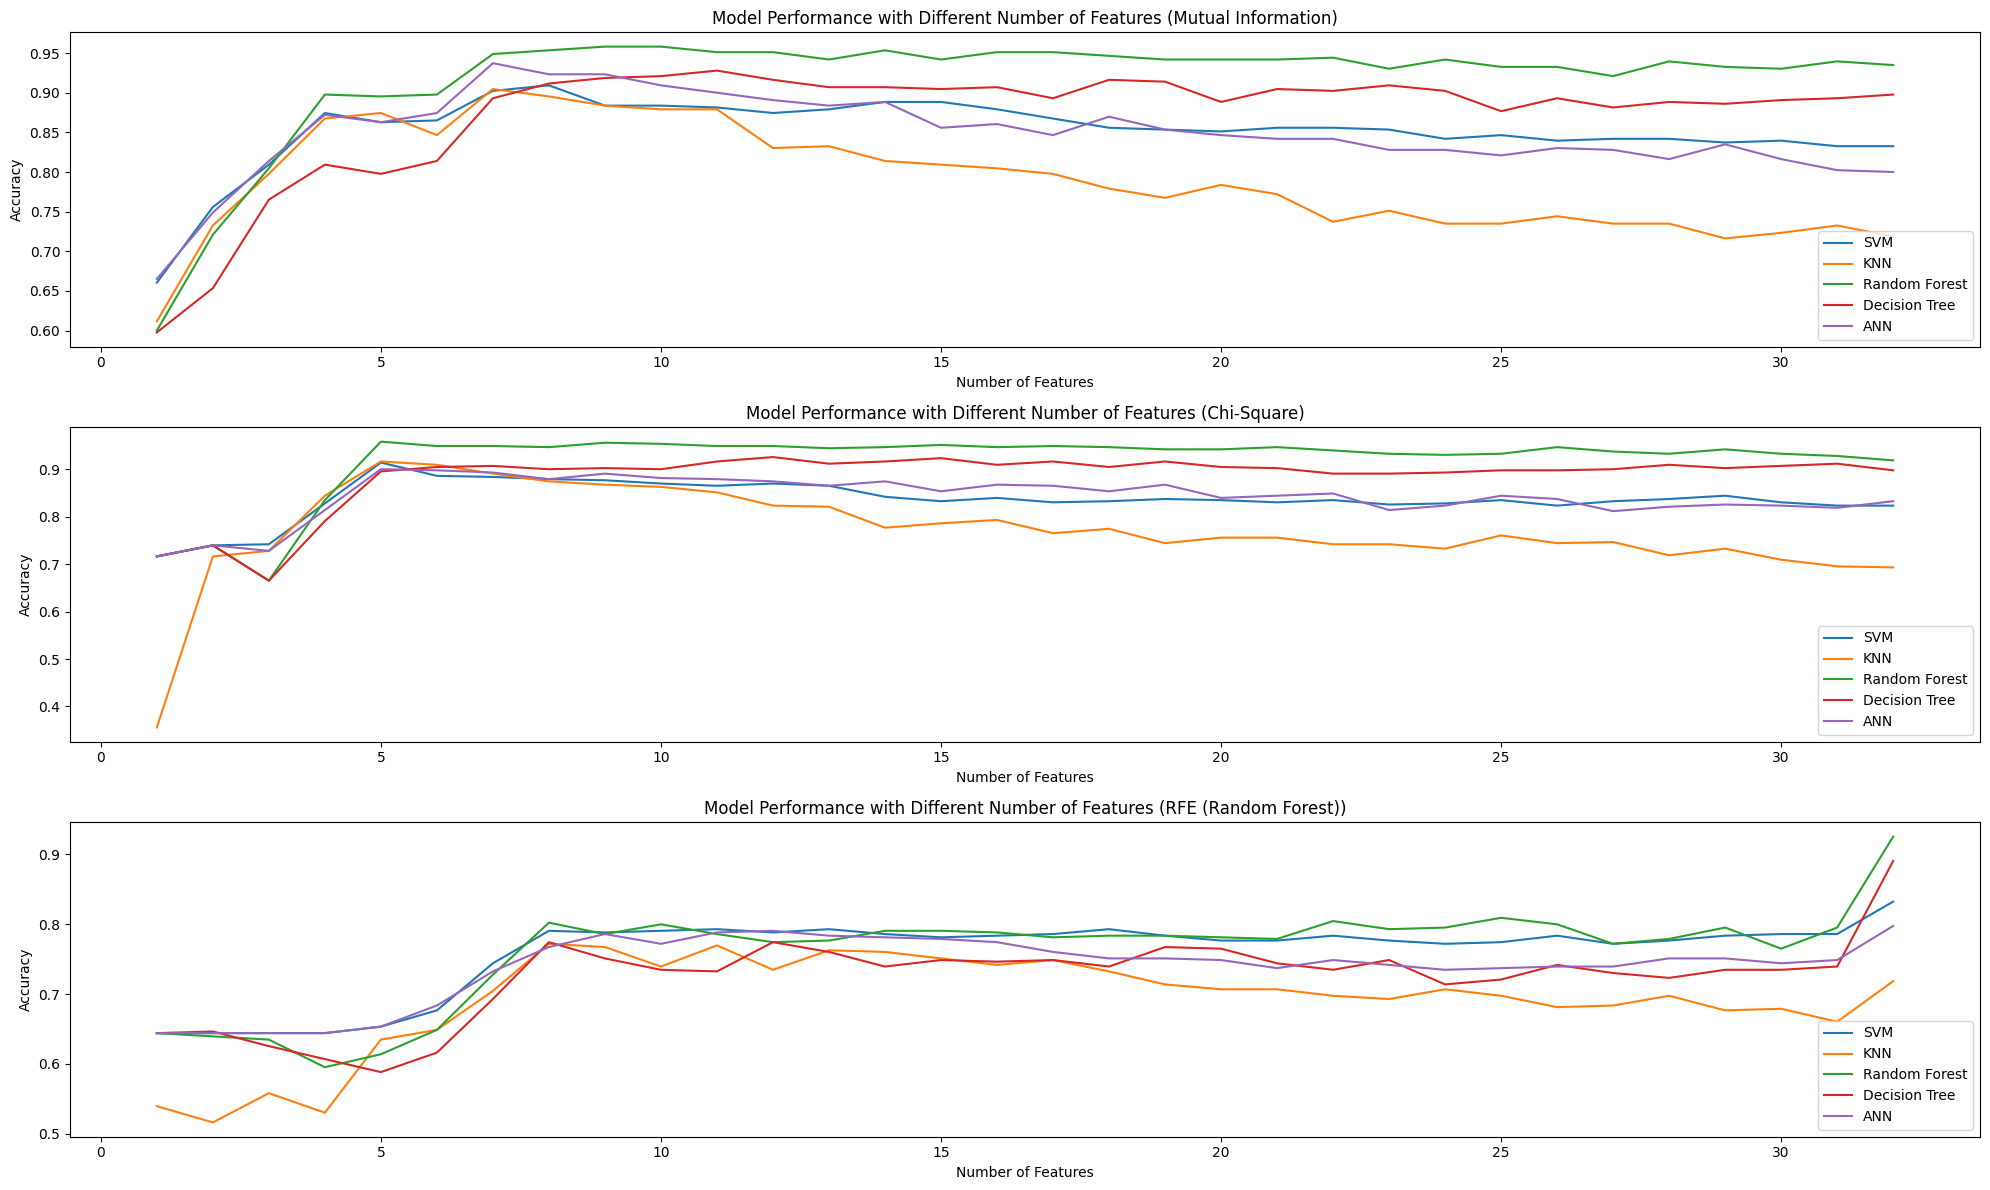 Model Performance with Different Number of Features (Mutual Information)
0.95
0.90
0.85
0.80
0.75
0.70
0.65
0.60
Accuracy
0 5 10 15 20 25 30
Number of Features
SVM
KNN
Random Forest
Decision Tree
ANN
Model Performance with Different Number of Features (Chi-Square)
0.9
0.8
0.7
0.6
0.5
0.4
Accuracy
0 5 10 15 20 25 30
Number of Features
SVM
KNN
Random Forest
Decision Tree
ANN
Model Performance with Different Number of Features (RFE (Random Forest))
0.9
0.8
0.7
0.6
0.5
Accuracy
0 5 10 15 20 25 30
Number of Features
SVM
KNN
Random Forest
Decision Tree
ANN